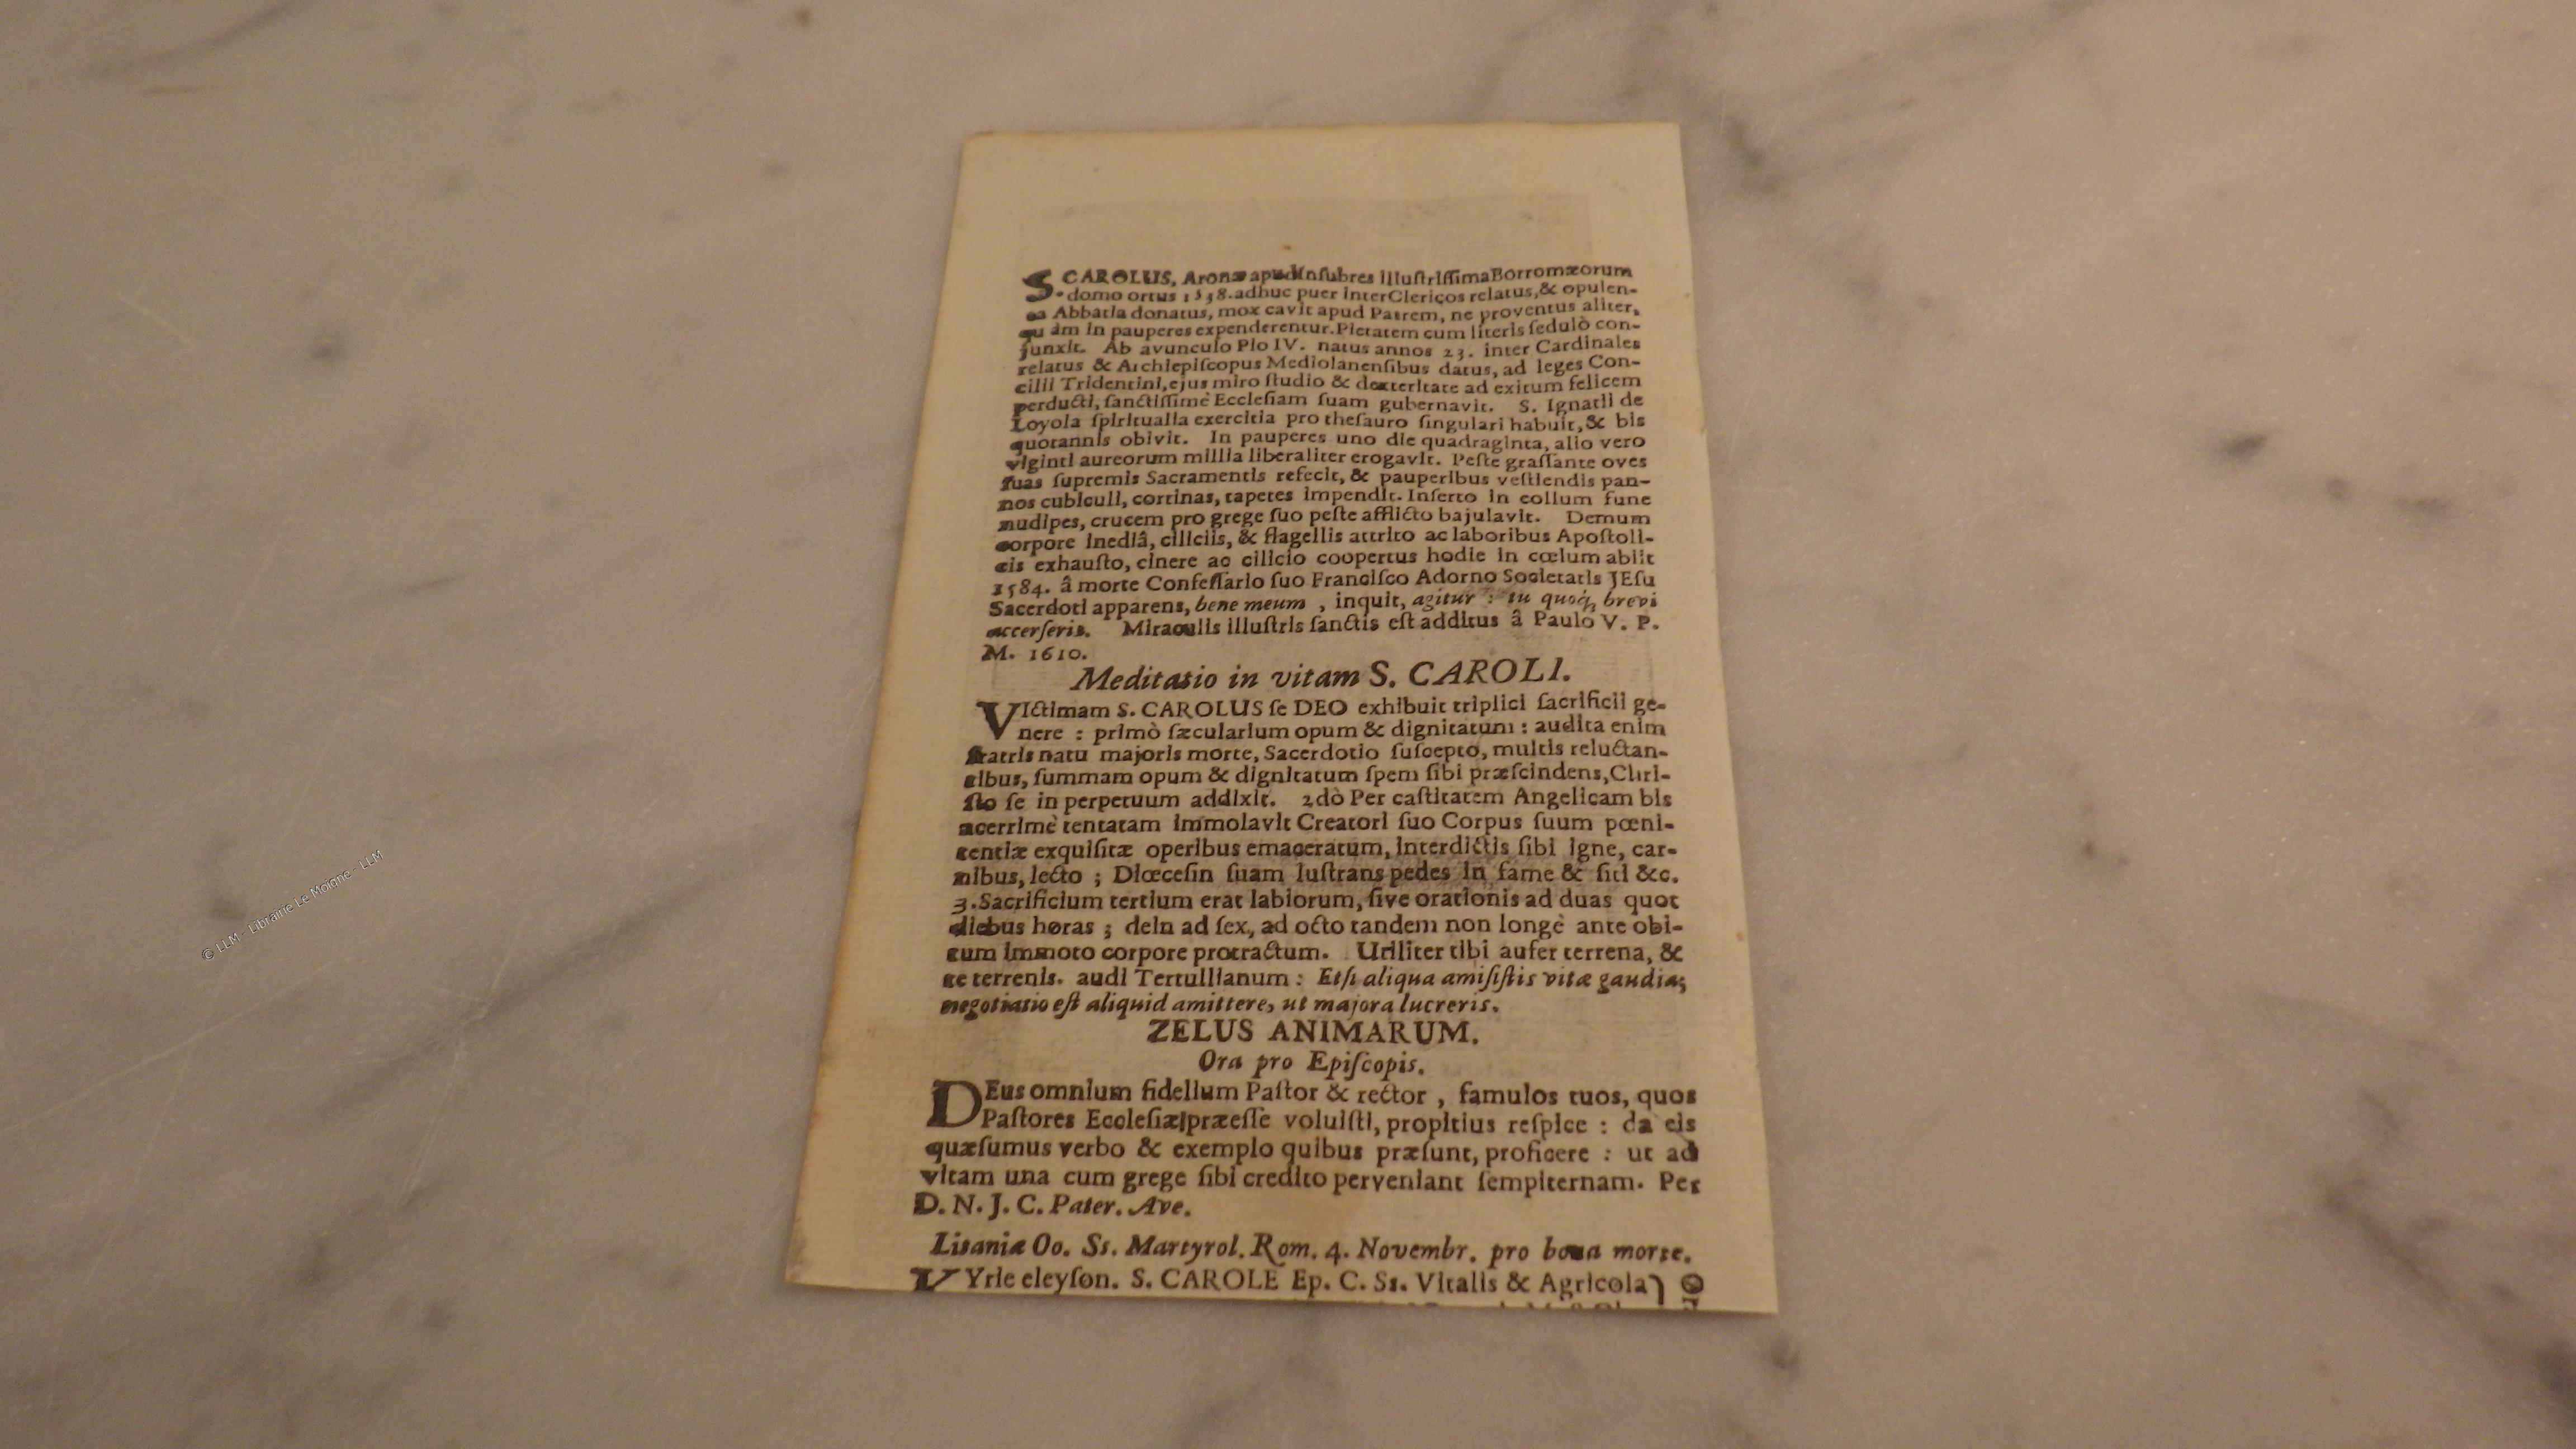 S. CAROLUS, Aronæ apud Insubres illustrissima Borromæorum
domo ortus 1538. adhuc puer inter Clericos relatus, & opulen-
ta Abbatia donatus, mox cavit apud Patrem, ne proventus aliter,
quàm in pauperes expenderentur. Pietatem cum literis sedulò con-
junxit. Ab avunculo Pio IV. natus annos 23. inter Cardinales
relatus & Archiepiscopus Mediolanensibus datus, ad leges Con-
cilii Tridentini, ejus miro studio & dexteritate ad exitum felicem
perducti, sanctissimè Ecclesiam suam gubernavit. S. Ignatii de
Loyola spiritualia exercitia pro thesauro singulari habuit, & bis
quotannis obivit. In pauperes uno die quadraginta, alio vero
viginti aureorum millia liberaliter erogavit. Peste grassante oves
suas supremis Sacramentis refecit, & pauperibus vestiendis pan-
nos cubiculi, cortinas, tapetes impendit. Inserto in collum fune
nudipes, crucem pro grege suo peste afflicto bajulavit. Demum
corpore inediâ, ciliciis, & flagellis attrito ac laboribus Apostoli-
cis exhausto, cinere ac cilicio coopertus hodie in cœlum abiit
1584. â morte Confessario suo Francisco Adorno Societatis JEsu
Sacerdoti apparens, bene meum, inquit, agitur : tu quoq; brevi
accerseris. Miraculis illustris sanctis est additus â Paulo V. P.
M. 1610.
Meditatio in vitam S. CAROLI.
VIctimam S. CAROLUS se DEO exhibuit triplici sacrificii ge-
nere : primò sæcularium opum & dignitatum : audita enim
fratris natu majoris morte, Sacerdotio suscepto, multis reluctan-
tibus, summam opum & dignitatum spem sibi præscindens, Chri-
sto se in perpetuum addixit. 2dò Per castitatem Angelicam bis
acerrimè tentatam immolavit Creatori suo Corpus suum pœni-
tentiæ exquisitæ operibus emaceratum, interdictis sibi igne, car-
nibus, lecto ; Diœcesin suam lustrans pedes in fame & siti &c.
3. Sacrificium tertium erat labiorum, sive orationis ad duas quot
diebus horas ; dein ad sex, ad octo tandem non longè ante obi-
tum immoto corpore protractum. Utiliter tibi aufer terrena, &
te terrenis. audi Tertullianum : Etsi aliqua amisistis vitæ gaudia;
negotiatio est aliquid amittere, ut majora lucreris.
ZELUS ANIMARUM.
Ora pro Episcopis.
DEus omnium fidelium Pastor & rector, famulos tuos, quos
Pastores Ecclesiæ præesse voluisti, propitius respice : da eis
quæsumus verbo & exemplo quibus præsunt, proficere : ut ad
vitam una cum grege sibi credito perveniant sempiternam. Per
D. N. J. C. Pater. Ave.
Litaniæ Oo. Ss. Martyrol. Rom. 4. Novembr. pro bona morte.
KYrie eleyson. S. CAROLE Ep. C. Ss. Vitalis & Agricola
© LLM - Librairie Le Moigne - LLM